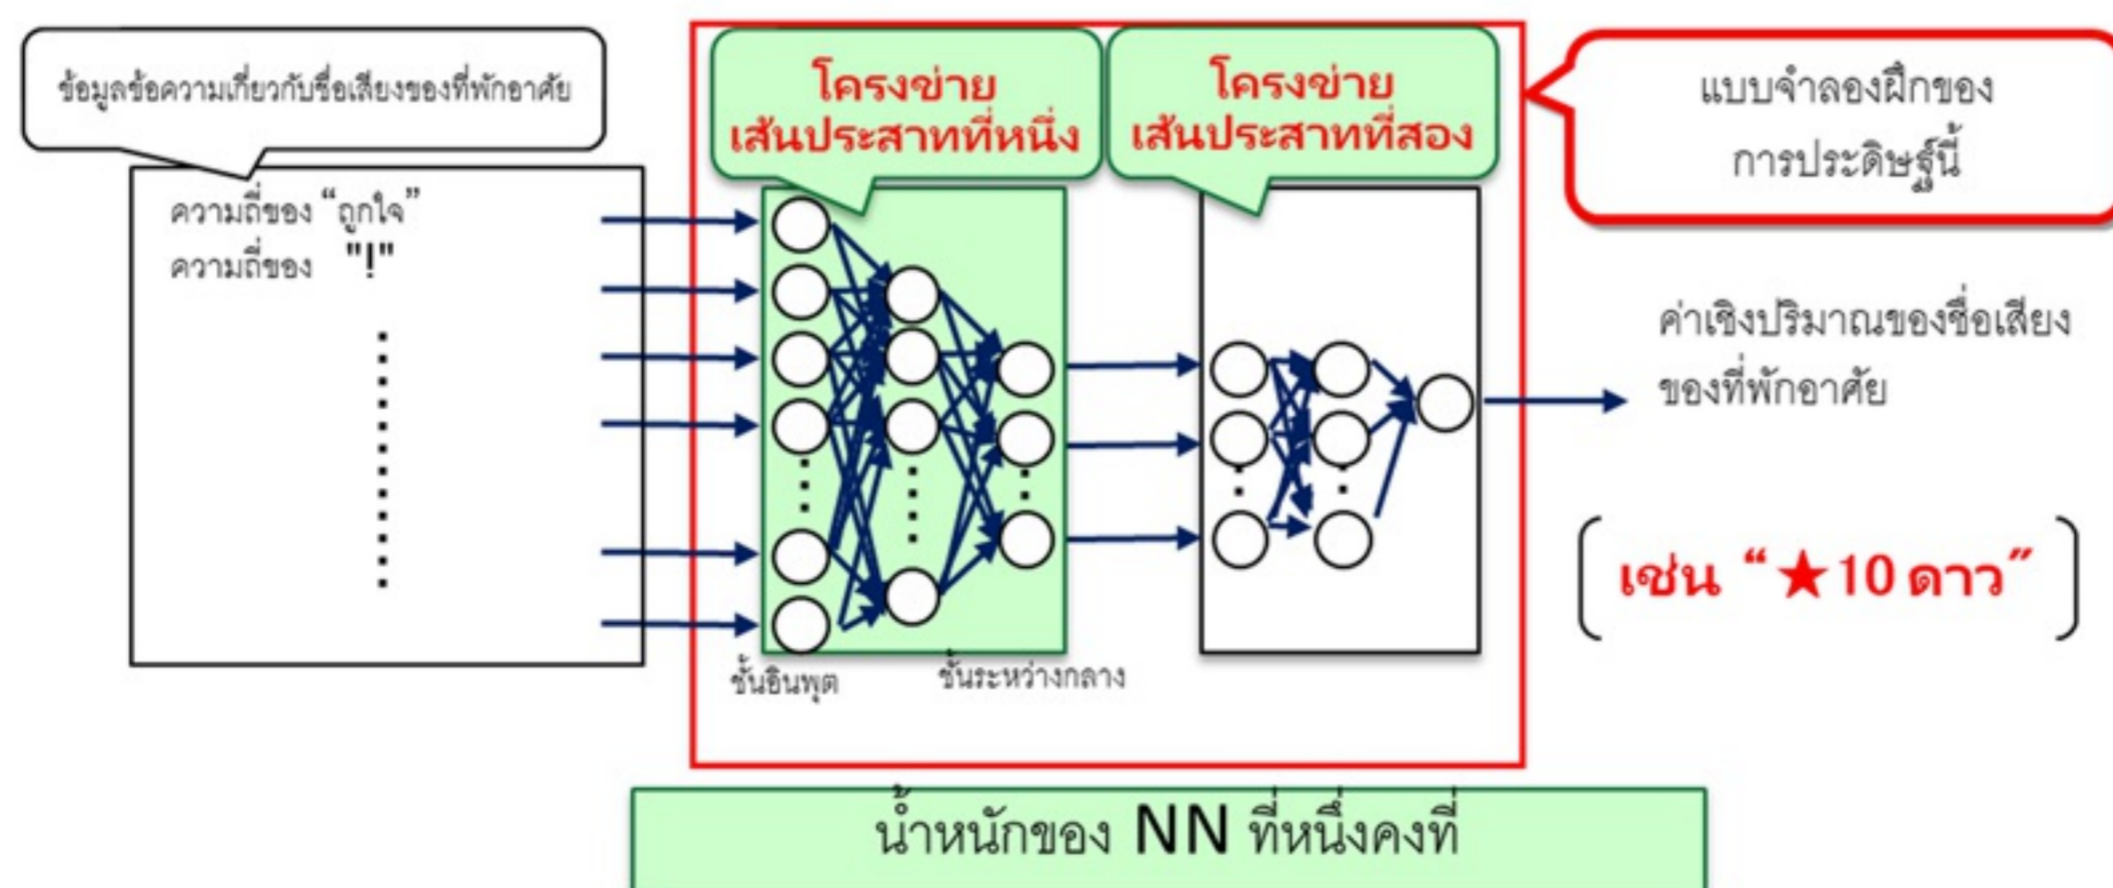 ข้อมูลข้อความเกี่ยวกับชื่อเสียงของที่พักอาศัย
ความถี่ของ “ถูกใจ”
ความถี่ของ "!"
โครงข่าย
เส้นประสาทที่หนึ่ง
โครงข่าย
เส้นประสาทที่สอง
แบบจำลองฝึกของ
การประดิษฐ์นี้
ค่าเชิงปริมาณของชื่อเสียง
ของที่พักอาศัย
เช่น “★10 ดาว”
ชั้นอินพุต
ชั้นระหว่างกลาง
น้ำหนักของ NN ที่หนึ่งคงที่